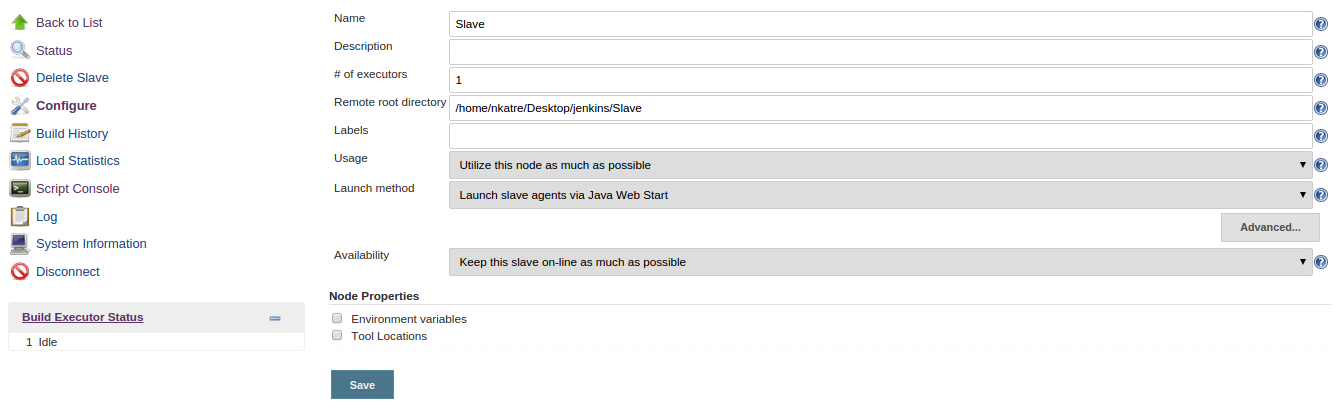 Back to List
Status
Delete Slave
Configure
Build History
Load Statistics
Script Console
Log
System Information
Disconnect
Build Executor Status
1 Idle
Name Slave
Description
# of executors 1
Remote root directory /home/nkatre/Desktop/jenkins/Slave
Labels
Usage Utilize this node as much as possible
Launch method Launch slave agents via Java Web Start
Advanced...
Availability Keep this slave on-line as much as possible
Node Properties
Environment variables
Tool Locations
Save